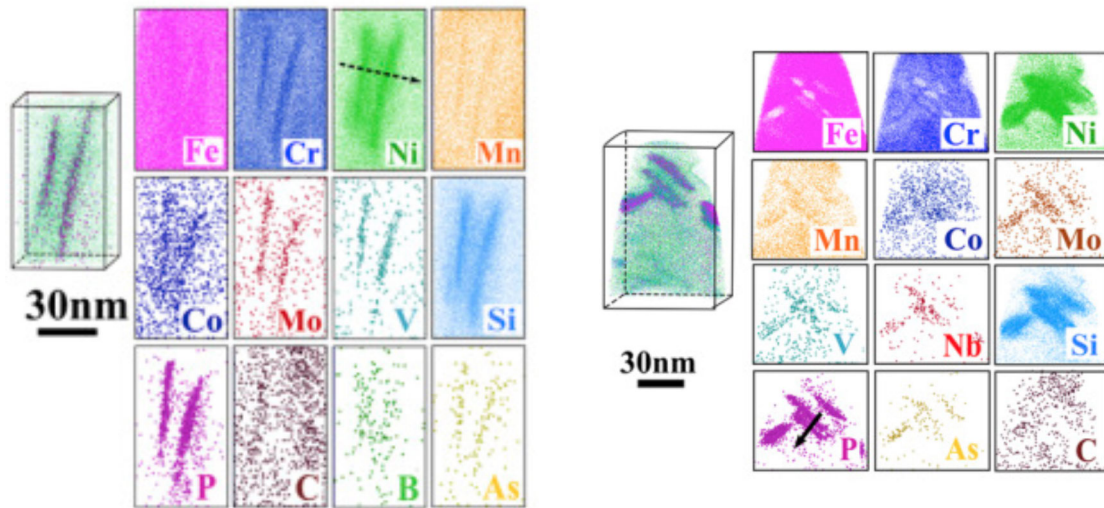 Fe Cr Ni Mn
Co Mo V Si
30nm
P C B As
Fe Cr Ni
Mn Co Mo
V Nb Si
30nm
P As C